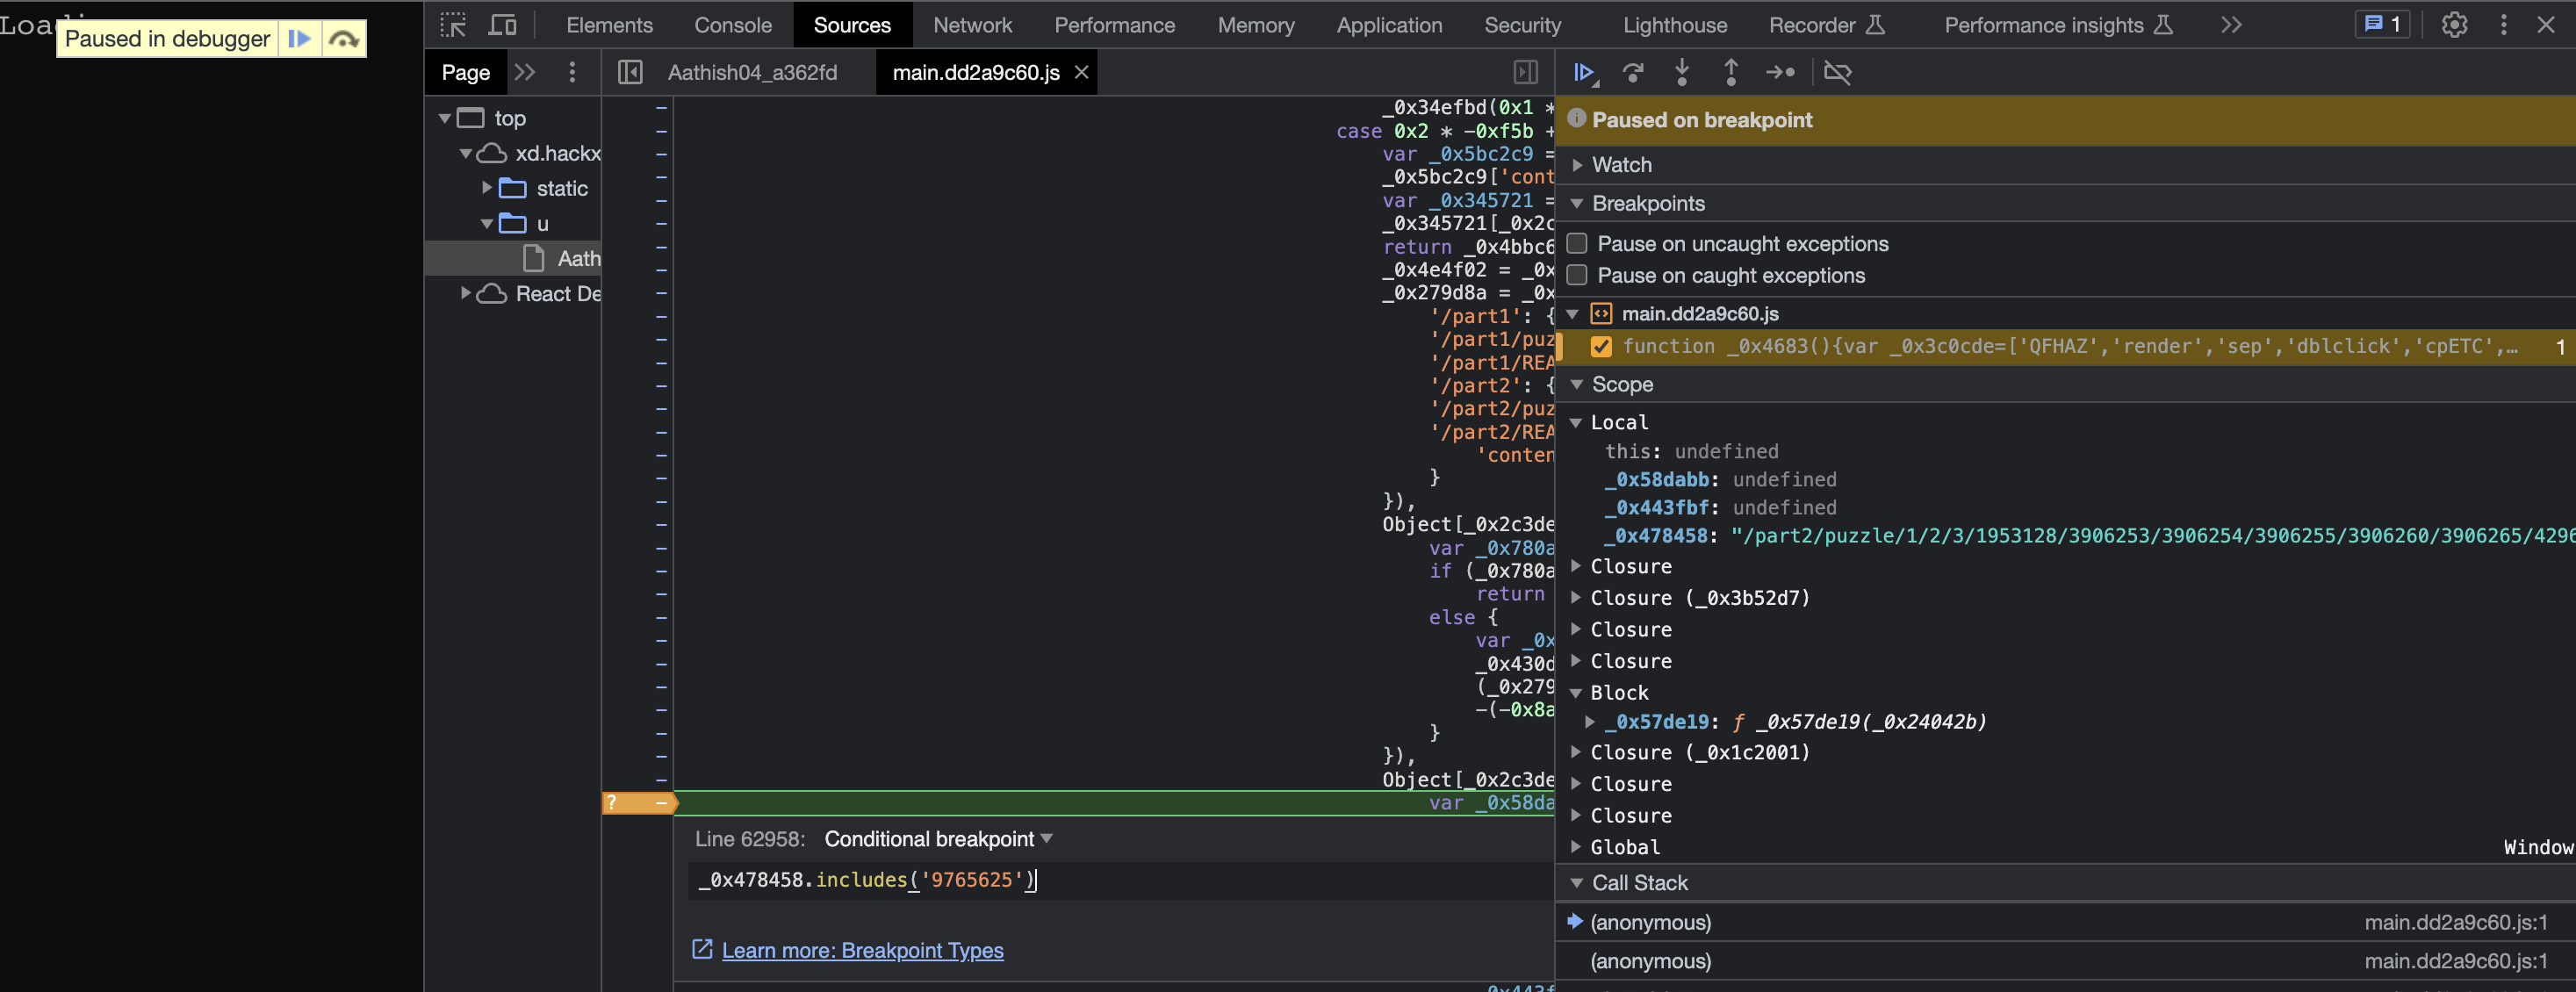 Loadi
Paused in debugger
Elements Console Sources Network Performance Memory Application Security Lighthouse Recorder Performance insights 1
Page
Aathish04_a362fd main.dd2a9c60.js
top
xd.hackx
static
u
Aath
React De
_0x34efbd(0x1 *
case 0x2 * -0xf5b +
var _0x5bc2c9 =
_0x5bc2c9['cont
var _0x345721 =
_0x345721[_0x2c
return _0x4bbc6
_0x4e4f02 = _0x
_0x279d8a = _0x
'/part1': {
'/part1/puz
'/part1/REA
'/part2': {
'/part2/puz
'/part2/REA
'conten
}
}),
Object[_0x2c3de
var _0x780a
if (_0x780a
return
else {
var _0x
_0x430d
(_0x279
-(-0x8a
}
}),
Object[_0x2c3de
? –
var _0x58da
Line 62958: Conditional breakpoint
_0x478458.includes('9765625')
Learn more: Breakpoint Types
Paused on breakpoint
Watch
Breakpoints
Pause on uncaught exceptions
Pause on caught exceptions
main.dd2a9c60.js
function _0x4683(){var _0x3c0cde=['QFHAZ','render','sep','dblclick','cpETC',… 1
Scope
Local
this: undefined
_0x58dabb: undefined
_0x443fbf: undefined
_0x478458: "/part2/puzzle/1/2/3/1953128/3906253/3906254/3906255/3906260/3906265/4296
Closure
Closure (_0x3b52d7)
Closure
Closure
Block
_0x57de19: ƒ _0x57de19(_0x24042b)
Closure (_0x1c2001)
Closure
Closure
Global Window
Call Stack
(anonymous) main.dd2a9c60.js:1
(anonymous) main.dd2a9c60.js:1